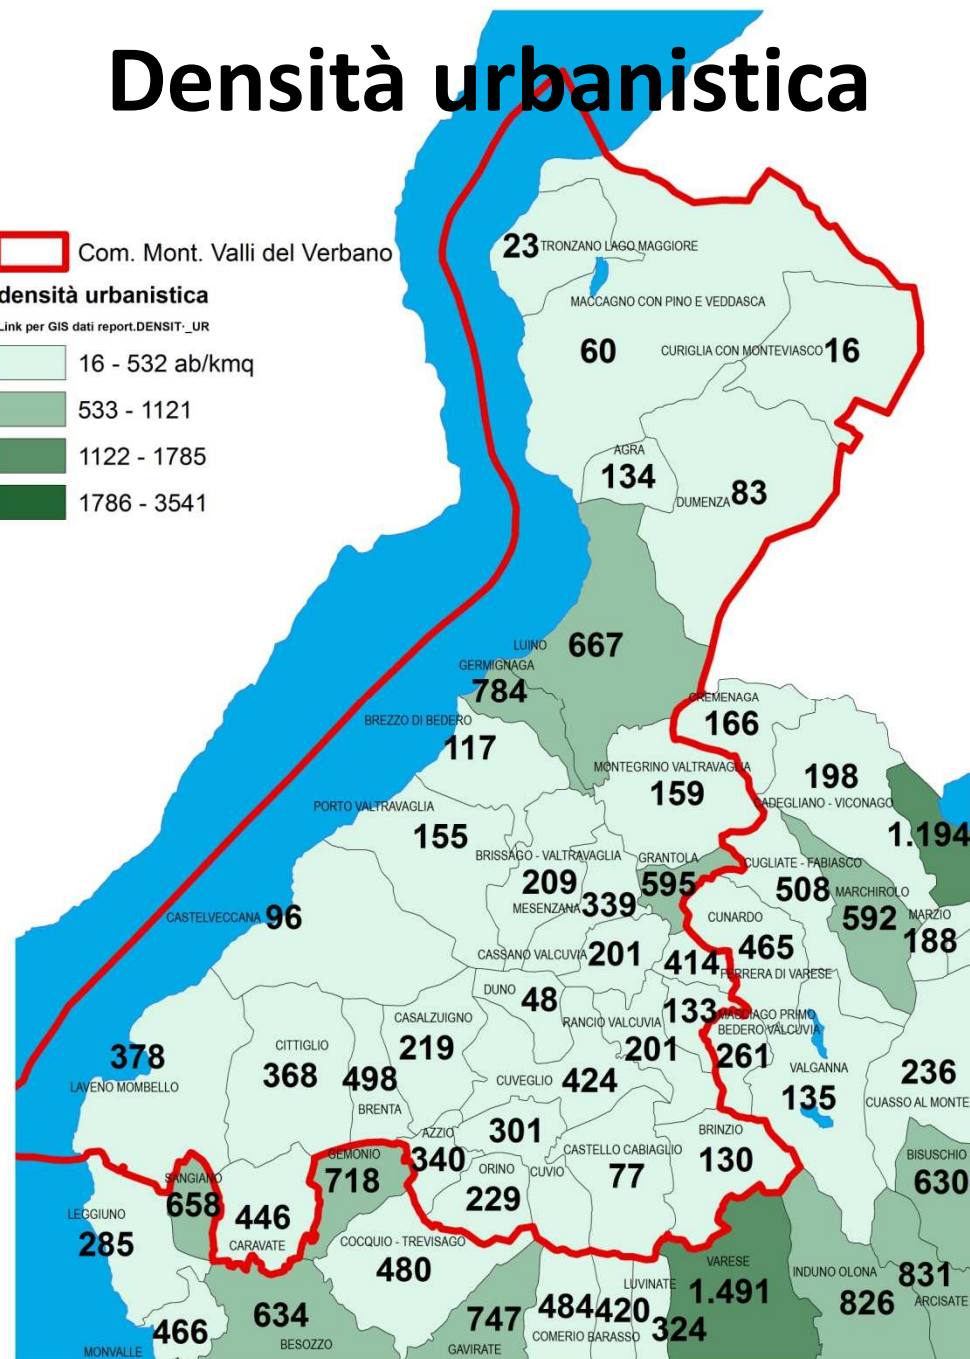 Densità urbanistica
Com. Mont. Valli del Verbano
densità urbanistica
Link per GIS dati report.DENSIT·_UR
16 - 532 ab/kmq
533 - 1121
1122 - 1785
1786 - 3541
23 TRONZANO LAGO MAGGIORE
MACCAGNO CON PINO E VEDDASCA
60
CURIGLIA CON MONTEVIASCO 16
AGRA
134
DUMENZA 83
LUINO 667
GERMIGNAGA
784
CREMENAGA
166
BREZZO DI BEDERO
117
MONTEGRINO VALTRAVAGLIA
159
198
CADEGLIANO - VICONAGO
PORTO VALTRAVAGLIA
155
1.194
BRISSAGO - VALTRAVAGLIA
209
GRANTOLA
595
CUGLIATE - FABIASCO
508
MARCHIROLO
592
MESENZANA 339
CASTELVECCANA 96
CUNARDO
465
MARZIO
188
CASSANO VALCUVIA 201
414
FERRERA DI VARESE
DUNO 48
133
MASCIAGO PRIMO
RANCIO VALCUVIA
201
BEDERO VALCUVIA
261
CASALZUIGNO
219
378
LAVENO MOMBELLO
CITTIGLIO
368
498
BRENTA
CUVEGLIO 424
VALGANNA
135
236
CUASSO AL MONTE
AZZIO
340
301
CUVIO
CASTELLO CABIAGLIO
77
BRINZIO
130
GEMONIO
718
ORINO
229
BISUSCHIO
630
SANGIANO
658
446
CARAVATE
LEGGIUNO
285
COCQUIO - TREVISAGO
480
VARESE
1.491
INDUNO OLONA
826
831
ARCISATE
LUVINATE
324
466
MONVALLE
634
BESOZZO
747
GAVIRATE
484
COMERIO
420
BARASSO